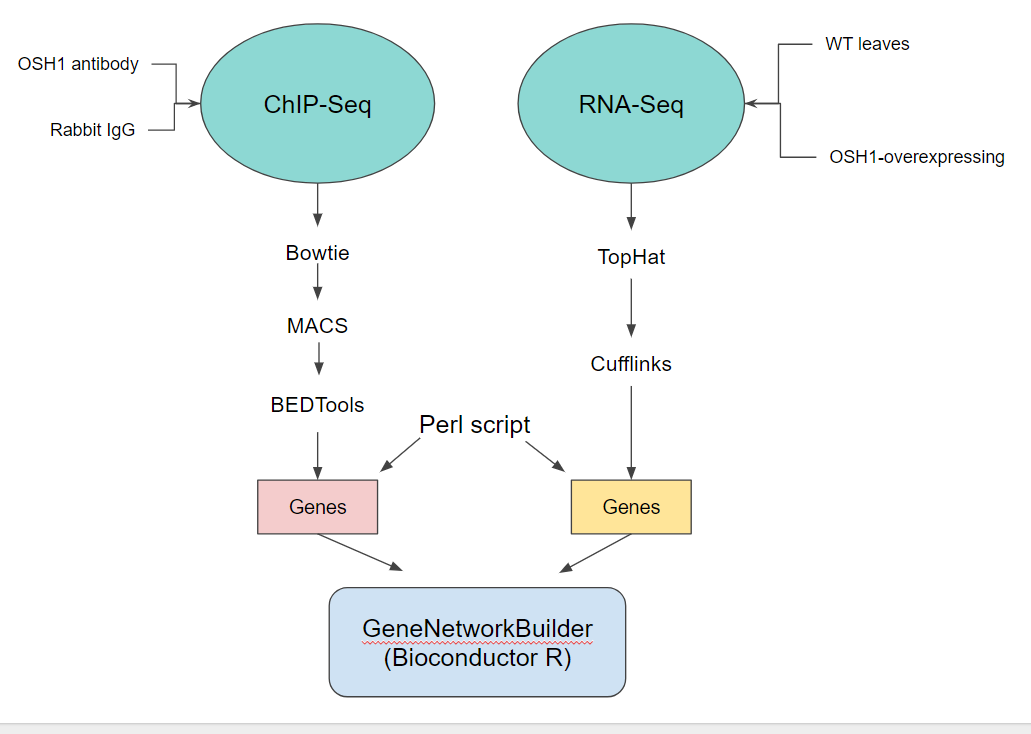 OSH1 antibody
Rabbit IgG
ChIP-Seq
RNA-Seq
WT leaves
OSH1-overexpressing
Bowtie
MACS
BEDTools
TopHat
Cufflinks
Perl script
Genes
Genes
GeneNetworkBuilder
(Bioconductor R)